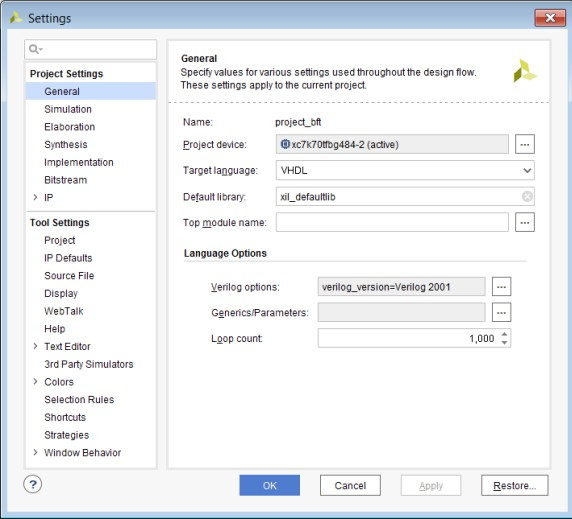 Settings
Project Settings
General
Simulation
Elaboration
Synthesis
Implementation
Bitstream
IP
Tool Settings
Project
IP Defaults
Source File
Display
WebTalk
Help
Text Editor
3rd Party Simulators
Colors
Selection Rules
Shortcuts
Strategies
Window Behavior
General
Specify values for various settings used throughout the design flow.
These settings apply to the current project.
Name: project_bft
Project device: xc7k70tfbg484-2 (active) ...
Target language: VHDL
Default library: xil_defaultlib
Top module name: ...
Language Options
Verilog options: verilog_version=Verilog 2001 ...
Generics/Parameters: ...
Loop count: 1,000
? OK Cancel Apply Restore...